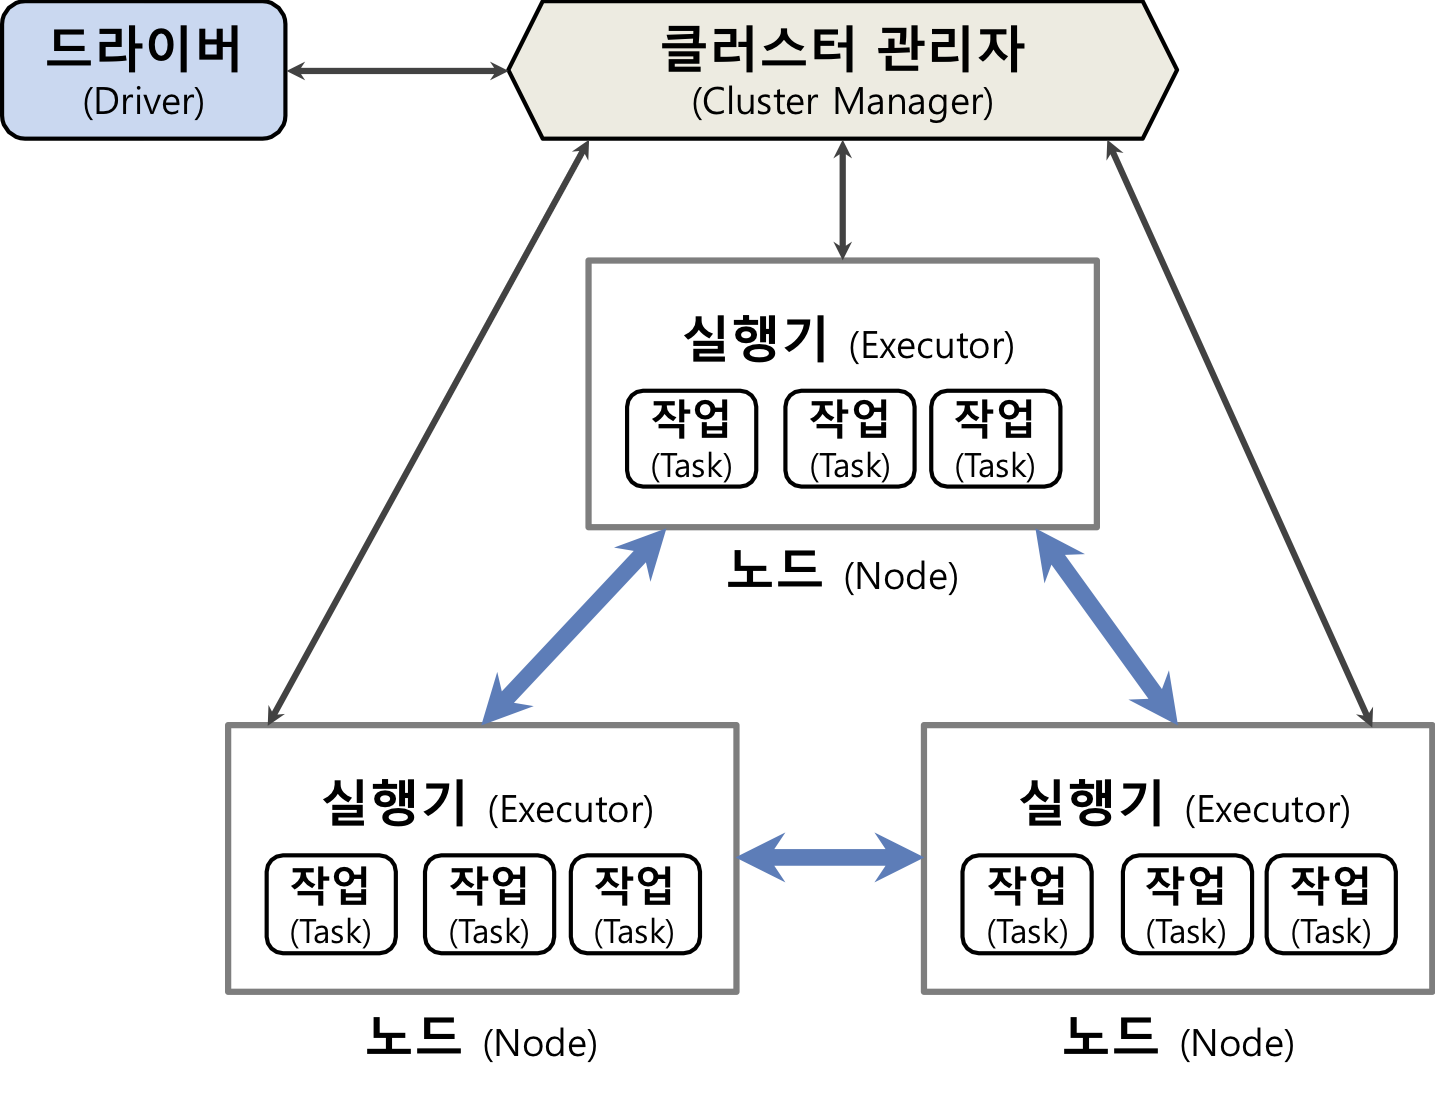 드라이버
(Driver)
클러스터 관리자
(Cluster Manager)
실행기 (Executor)
작업
(Task)
작업
(Task)
작업
(Task)
노드 (Node)
실행기 (Executor)
작업
(Task)
작업
(Task)
작업
(Task)
노드 (Node)
실행기 (Executor)
작업
(Task)
작업
(Task)
작업
(Task)
노드 (Node)